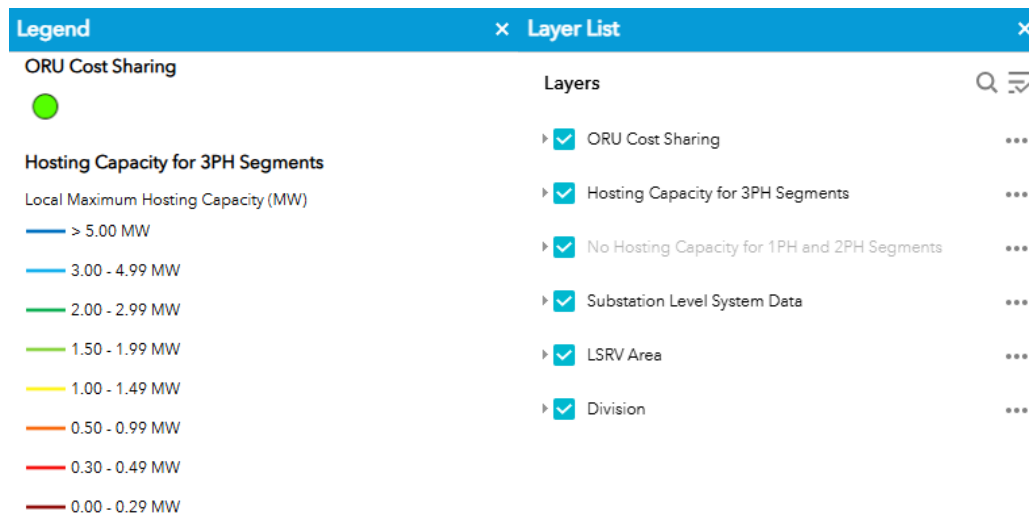 Legend
ORU Cost Sharing
Hosting Capacity for 3PH Segments
Local Maximum Hosting Capacity (MW)
> 5.00 MW
3.00 - 4.99 MW
2.00 - 2.99 MW
1.50 - 1.99 MW
1.00 - 1.49 MW
0.50 - 0.99 MW
0.30 - 0.49 MW
0.00 - 0.29 MW
Layer List
Layers
ORU Cost Sharing
Hosting Capacity for 3PH Segments
No Hosting Capacity for 1PH and 2PH Segments
Substation Level System Data
LSRV Area
Division